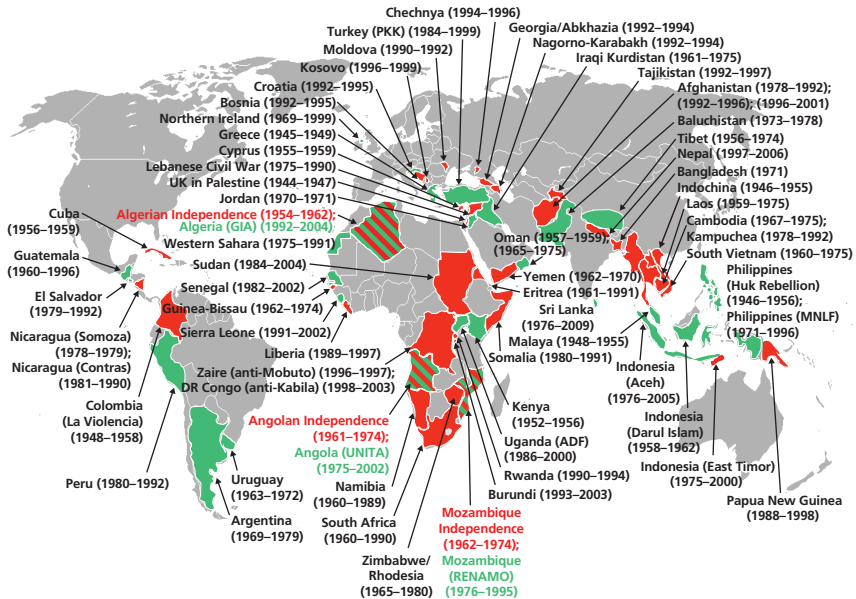 Chechnya (1994–1996)
Georgia/Abkhazia (1992–1994)
Turkey (PKK) (1984–1999)
Nagorno-Karabakh (1992–1994)
Moldova (1990–1992)
Iraqi Kurdistan (1961–1975)
Kosovo (1996–1999)
Tajikistan (1992–1997)
Croatia (1992–1995)
Afghanistan (1978–1992);
(1992–1996); (1996–2001)
Bosnia (1992–1995)
Northern Ireland (1969–1999)
Baluchistan (1973–1978)
Greece (1945–1949)
Tibet (1956–1974)
Cyprus (1955–1959)
Nepal (1997–2006)
Lebanese Civil War (1975–1990)
Bangladesh (1971)
UK in Palestine (1944–1947)
Indochina (1946–1955)
Jordan (1970–1971)
Laos (1959–1975)
Algerian Independence (1954–1962);
Algeria (GIA) (1992–2004)
Cambodia (1967–1975);
Kampuchea (1978–1992)
Western Sahara (1975–1991)
Oman (1957–1959);
(1965–1975)
South Vietnam (1960–1975)
Cuba
(1956–1959)
Guatemala
(1960–1996)
Sudan (1984–2004)
Yemen (1962–1970)
Eritrea (1961–1991)
Philippines
(Huk Rebellion)
(1946–1956);
Philippines (MNLF)
(1971–1996)
Senegal (1982–2002)
El Salvador
(1979–1992)
Guinea-Bissau (1962–1974)
Sri Lanka
(1976–2009)
Sierra Leone (1991–2002)
Malaya (1948–1955)
Nicaragua (Somoza)
(1978–1979);
Nicaragua (Contras)
(1981–1990)
Liberia (1989–1997)
Somalia (1980–1991)
Zaire (anti-Mobuto) (1996–1997);
DR Congo (anti-Kabila) (1998–2003)
Indonesia
(Aceh)
(1976–2005)
Colombia
(La Violencia)
(1948–1958)
Angolan Independence
(1961–1974);
Angola (UNITA)
(1975–2002)
Kenya
(1952–1956)
Indonesia
(Darul Islam)
(1958–1962)
Uganda (ADF)
(1986–2000)
Indonesia (East Timor)
(1975–2000)
Peru (1980–1992)
Uruguay
(1963–1972)
Namibia
(1960–1989)
Rwanda (1990–1994)
Burundi (1993–2003)
Papua New Guinea
(1988–1998)
Argentina
(1969–1979)
South Africa
(1960–1990)
Mozambique
Independence
(1962–1974);
Mozambique
(RENAMO)
(1976–1995)
Zimbabwe/
Rhodesia
(1965–1980)